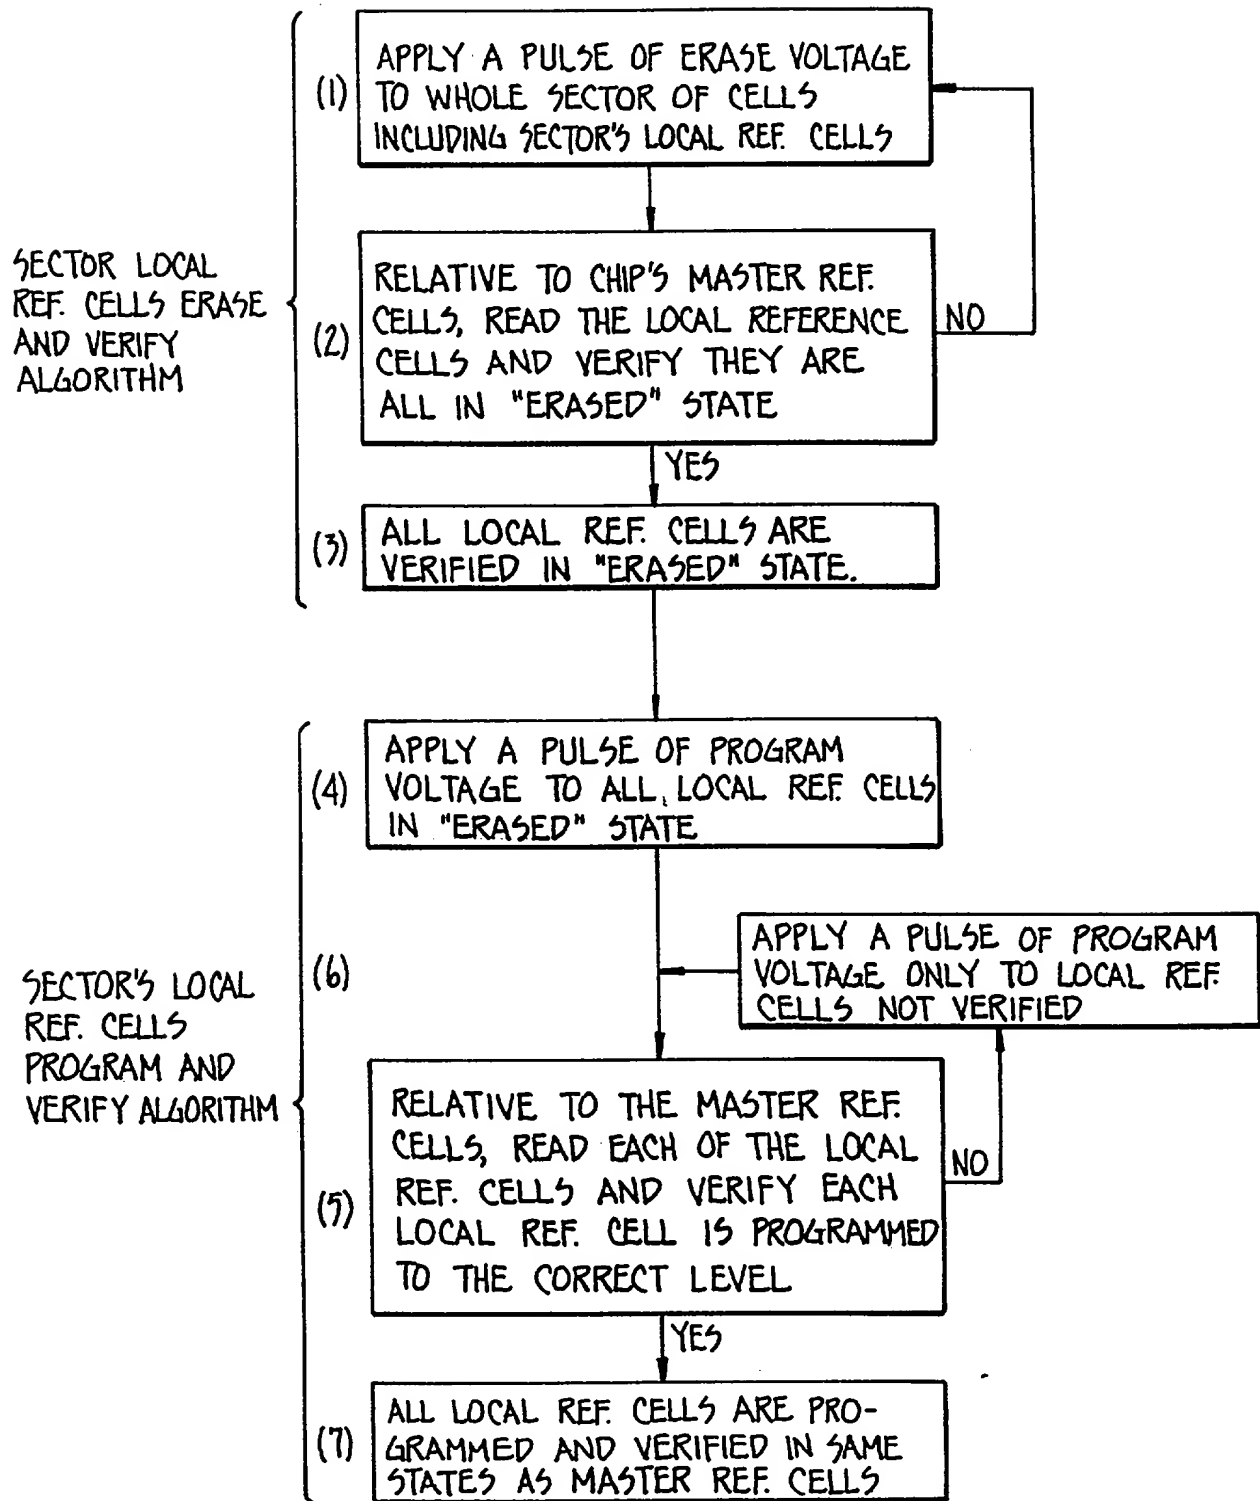 (1)
APPLY A PULSE OF ERASE VOLTAGE
TO WHOLE SECTOR OF CELLS
INCLUDING SECTOR'S LOCAL REF. CELLS
SECTOR LOCAL
REF. CELLS ERASE
AND VERIFY
ALGORITHM
(2)
RELATIVE TO CHIP'S MASTER REF.
CELLS, READ THE LOCAL REFERENCE
CELLS AND VERIFY THEY ARE
ALL IN "ERASED" STATE
NO
YES
(3)
ALL LOCAL REF. CELLS ARE
VERIFIED IN "ERASED" STATE.
(4)
APPLY A PULSE OF PROGRAM
VOLTAGE TO ALL, LOCAL REF. CELLS
IN "ERASED" STATE
(6)
APPLY A PULSE OF PROGRAM
VOLTAGE ONLY TO LOCAL REF.
CELLS NOT VERIFIED
SECTOR'S LOCAL
REF. CELLS
PROGRAM AND
VERIFY ALGORITHM
(5)
RELATIVE TO THE MASTER REF.
CELLS, READ EACH OF THE LOCAL
REF. CELLS AND VERIFY EACH
LOCAL REF. CELL IS PROGRAMMED
TO THE CORRECT LEVEL
NO
YES
(7)
ALL LOCAL REF. CELLS ARE PRO-
GRAMMED AND VERIFIED IN SAME
STATES AS MASTER REF. CELLS